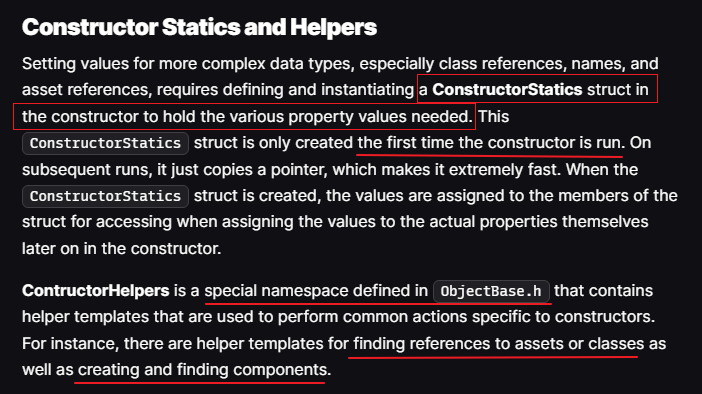 Constructor Statics and Helpers
Setting values for more complex data types, especially class references, names, and
asset references, requires defining and instantiating a ConstructorStatics struct in
the constructor to hold the various property values needed. This
ConstructorStatics struct is only created the first time the constructor is run. On
subsequent runs, it just copies a pointer, which makes it extremely fast. When the
ConstructorStatics struct is created, the values are assigned to the members of the
struct for accessing when assigning the values to the actual properties themselves
later on in the constructor.
ContructorHelpers is a special namespace defined in ObjectBase.h that contains
helper templates that are used to perform common actions specific to constructors.
For instance, there are helper templates for finding references to assets or classes as
well as creating and finding components.